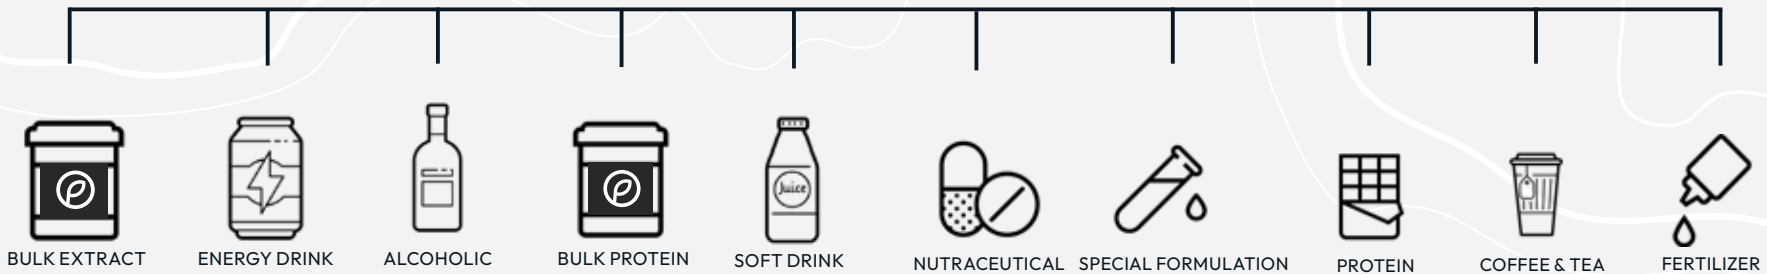 Juice
BULK EXTRACT
ENERGY DRINK
ALCOHOLIC
BULK PROTEIN
SOFT DRINK
NUTRACEUTICAL
SPECIAL FORMULATION
PROTEIN
COFFEE & TEA
FERTILIZER